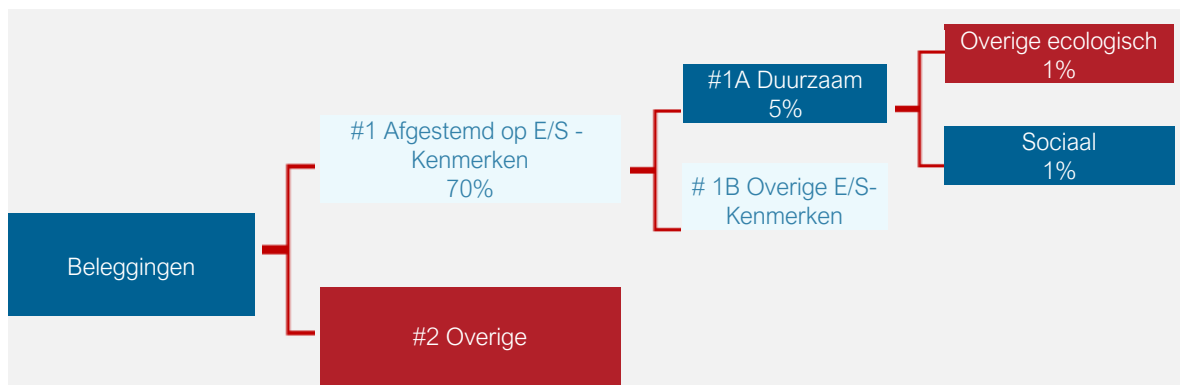 Beleggingen
#1 Afgestemd op E/S -
Kenmerken
70%
#2 Overige
#1A Duurzaam
5%
# 1B Overige E/S-
Kenmerken
Overige ecologisch
1%
Sociaal
1%